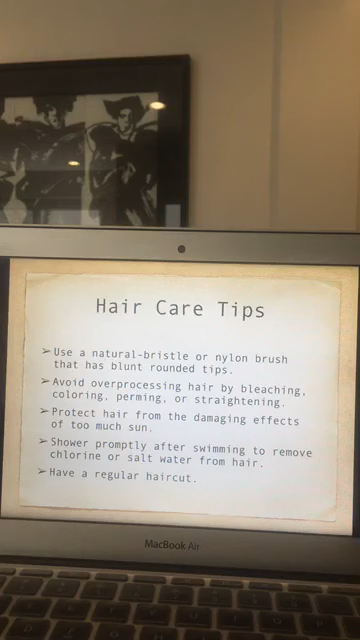 Hair Care Tips
➢Use a natural-bristle or nylon brush
that has blunt rounded tips.
➢Avoid overprocessing hair by bleaching,
coloring, perming, or straightening.
➢Protect hair from the damaging effects
of too much sun.
➢Shower promptly after swimming to remove
chlorine or salt water from hair.
➢Have a regular haircut.
MacBook Air